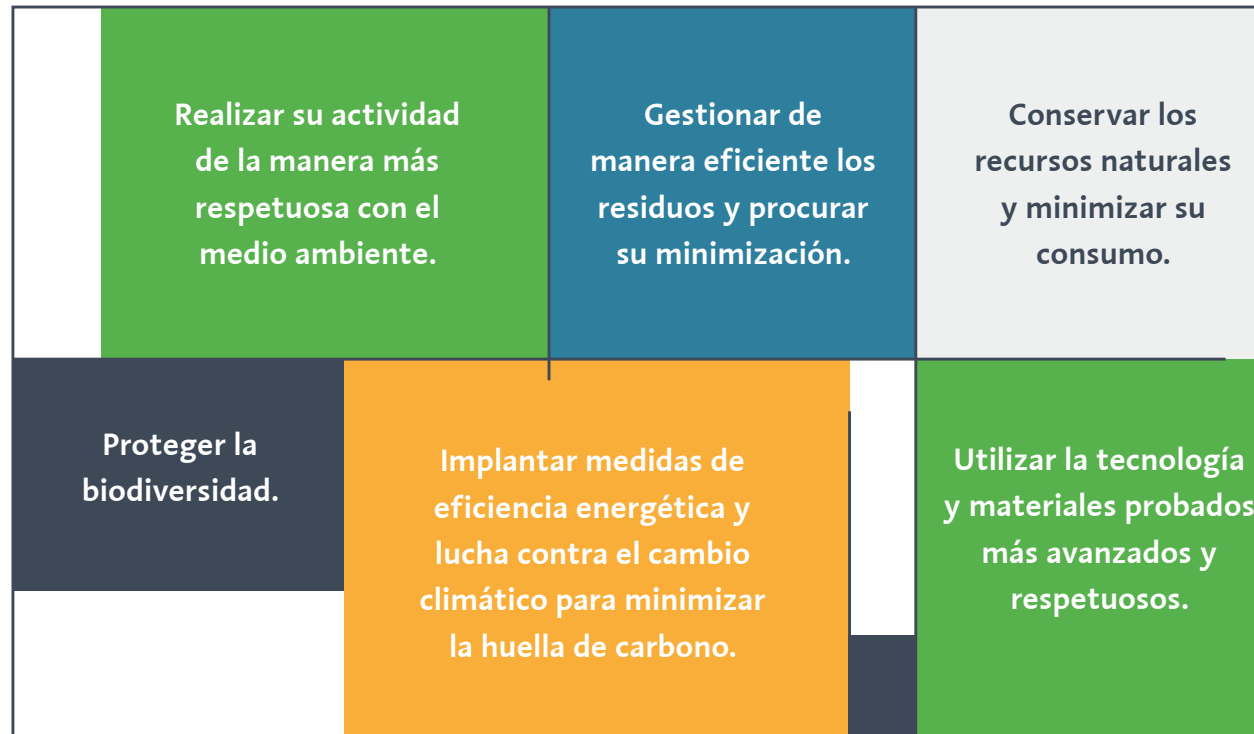 Realizar su actividad
de la manera más
respetuosa con el
medio ambiente.
Gestionar de
manera eficiente los
residuos y procurar
su minimización.
Conservar los
recursos naturales
y minimizar su
consumo.
Proteger la
biodiversidad.
Implantar medidas de
eficiencia energética y
lucha contra el cambio
climático para minimizar
la huella de carbono.
Utilizar la tecnología
y materiales probados
más avanzados y
respetuosos.